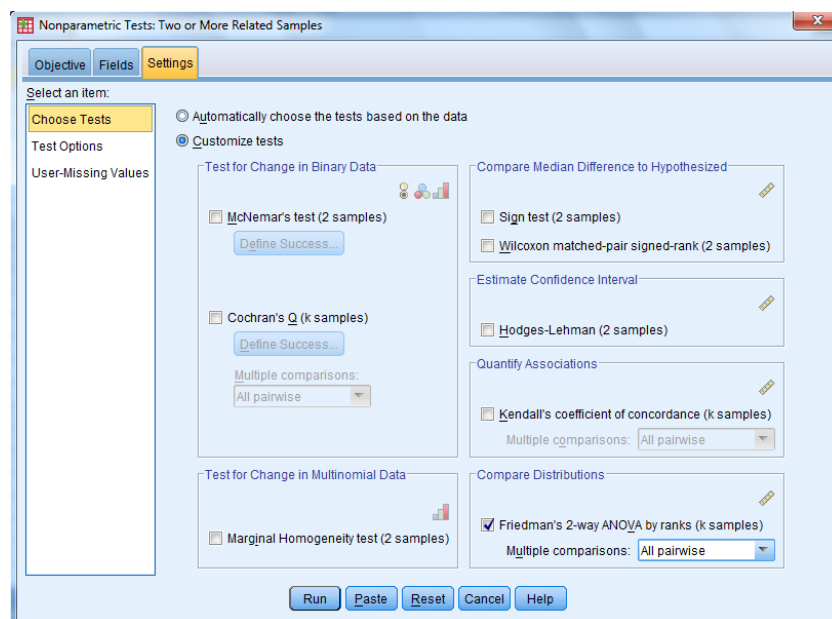 Nonparametric Tests: Two or More Related Samples
Objective Fields Settings
Select an item:
Choose Tests
Test Options
User-Missing Values
Automatically choose the tests based on the data
Customize tests
Test for Change in Binary Data
McNemar's test (2 samples)
Define Success...
Cochran's Q (k samples)
Define Success...
Multiple comparisons:
All pairwise
Test for Change in Multinomial Data
Marginal Homogeneity test (2 samples)
Compare Median Difference to Hypothesized
Sign test (2 samples)
Wilcoxon matched-pair signed-rank (2 samples)
Estimate Confidence Interval
Hodges-Lehman (2 samples)
Quantify Associations
Kendall's coefficient of concordance (k samples)
Multiple comparisons: All pairwise
Compare Distributions
Friedman's 2-way ANOVA by ranks (k samples)
Multiple comparisons: All pairwise
Run Paste Reset Cancel Help